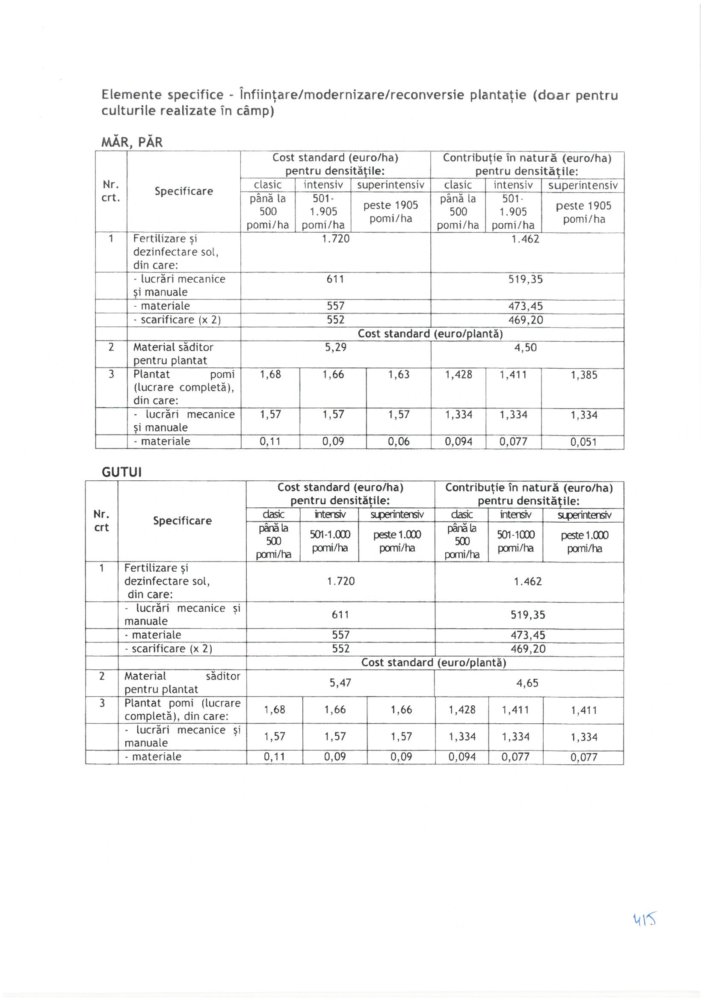 Elemente specifice - Înființare/modernizare/reconversie plantație (doar pentru
culturile realizate în câmp)
MĂR, PĂR
Nr. crt.
Specificare
Cost standard (euro/ha) pentru densitățile:
Contribuție în natură (euro/ha) pentru densitățile:
clasic intensiv superintensiv clasic intensiv superintensiv
până la 500 pomi/ha 501-1.905 pomi/ha peste 1905 pomi/ha până la 500 pomi/ha 501-1.905 pomi/ha peste 1905 pomi/ha
1 Fertilizare și dezinfectare sol, din care: 1.720 1.462
- lucrări mecanice și manuale 611 519,35
- materiale 557 473,45
- scarificare (x 2) 552 469,20
Cost standard (euro/plantă)
2 Material săditor pentru plantat 5,29 4,50
3 Plantat pomi (lucrare completă), din care: 1,68 1,66 1,63 1,428 1,411 1,385
- lucrări mecanice și manuale 1,57 1,57 1,57 1,334 1,334 1,334
- materiale 0,11 0,09 0,06 0,094 0,077 0,051
GUTUI
Nr. crt
Specificare
Cost standard (euro/ha) pentru densitățile:
Contribuție în natură (euro/ha) pentru densitățile:
clasic intensiv superintensiv clasic intensiv superintensiv
până la 500 pomi/ha 501-1.000 pomi/ha peste 1.000 pomi/ha până la 500 pomi/ha 501-1000 pomi/ha peste 1.000 pomi/ha
1 Fertilizare și dezinfectare sol, din care: 1.720 1.462
- lucrări mecanice și manuale 611 519,35
- materiale 557 473,45
- scarificare (x 2) 552 469,20
Cost standard (euro/plantă)
2 Material săditor pentru plantat 5,47 4,65
3 Plantat pomi (lucrare completă), din care: 1,68 1,66 1,66 1,428 1,411 1,411
- lucrări mecanice și manuale 1,57 1,57 1,57 1,334 1,334 1,334
- materiale 0,11 0,09 0,09 0,094 0,077 0,077
415